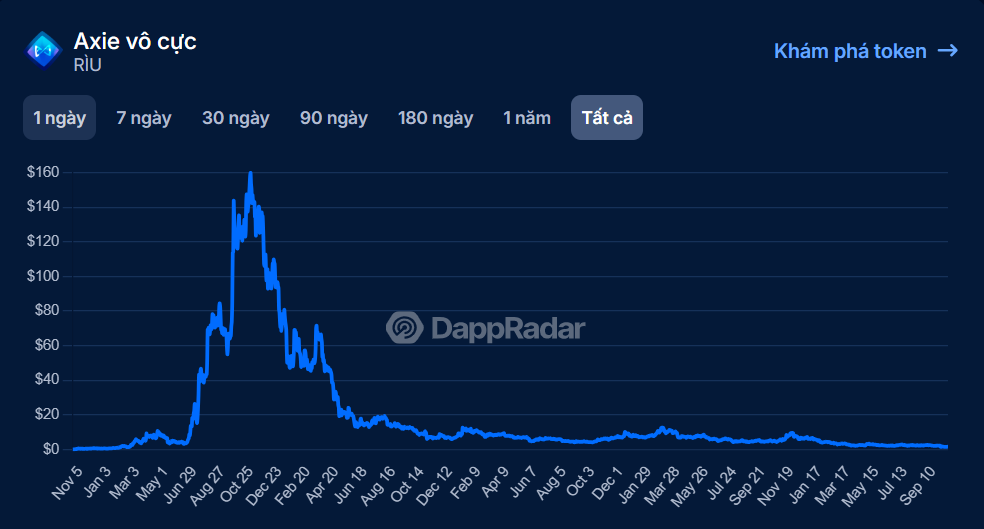 Axie vô cực
RÌU
Khám phá token →
1 ngày 7 ngày 30 ngày 90 ngày 180 ngày 1 năm Tất cả
$160
$140
$120
$100
$80
$60
$40
$20
$0
DappRadar
Nov 5 Jan 3 Mar 3 May 1 Jun 29 Aug 27 Oct 25 Dec 23 Feb 20 Apr 20 Jun 18 Aug 16 Oct 14 Dec 12 Feb 9 Apr 9 Jun 7 Aug 5 Oct 3 Dec 1 Jan 29 Mar 28 May 26 Jul 24 Sep 21 Nov 19 Jan 17 Mar 17 May 15 Jul 13 Sep 10